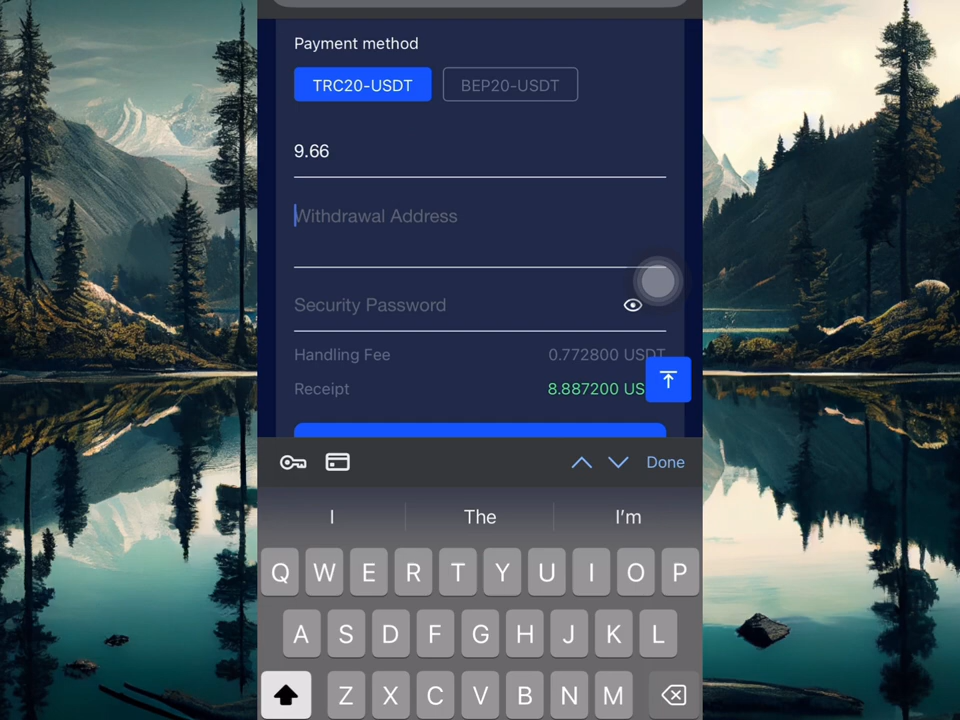 Payment method
TRC20-USDT BEP20-USDT
9.66
Withdrawal Address
Security Password
Handling Fee 0.772800 USDT
Receipt 8.887200 US
Done
I The I'm
Q W E R T Y U I O P
A S D F G H J K L
Z X C V B N M